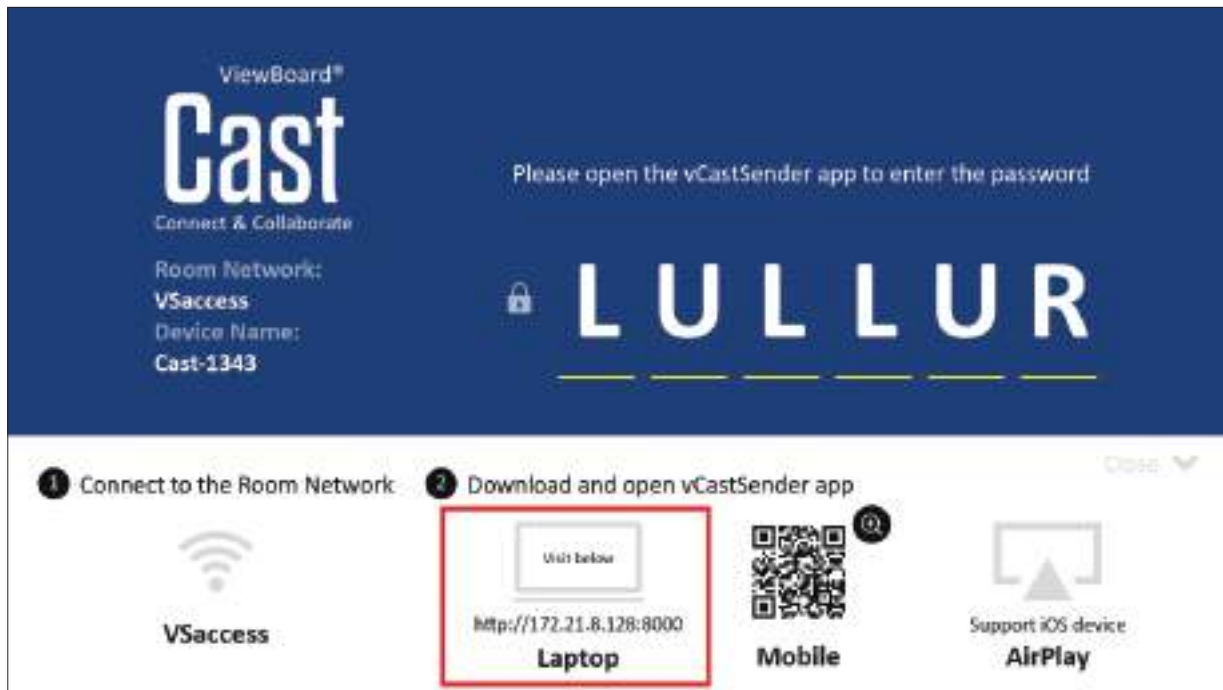 ViewBoard®
Cast
Connect & Collaborate
Room Network:
VSaccess
Device Name:
Cast-1343
Please open the vCastSender app to enter the password
L U L L U R
Close
1 Connect to the Room Network
VSaccess
2 Download and open vCastSender app
Visit below
http://172.21.8.128:8000
Laptop
Mobile
Support iOS device
AirPlay